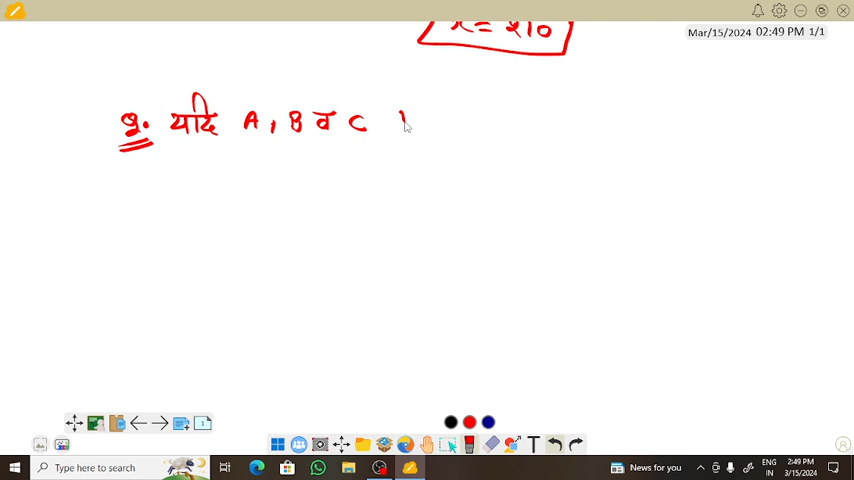 Mar/15/2024 02:49 PM 1/1
x = 210
Q. यदि A, B व C
1
Type here to search
News for you
ENG
IN
2:49 PM
3/15/2024